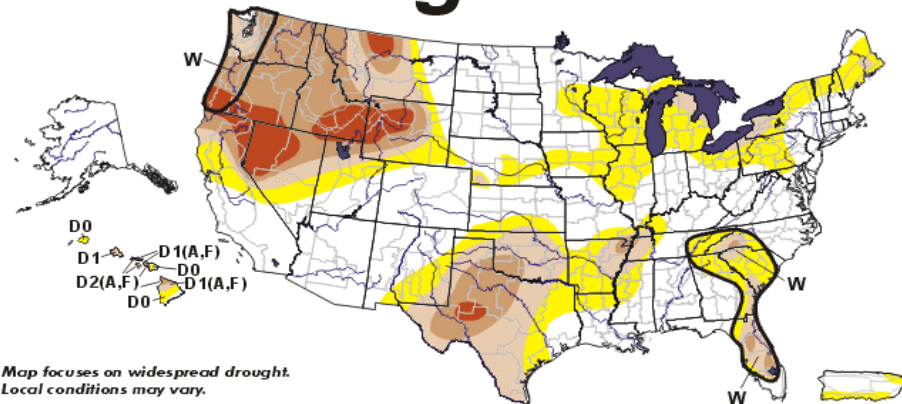 W
D0
D1
D1(A,F)
D0
D2(A,F)
D1(A,F)
D0
W
W
Map focuses on widespread drought.
Local conditions may vary.